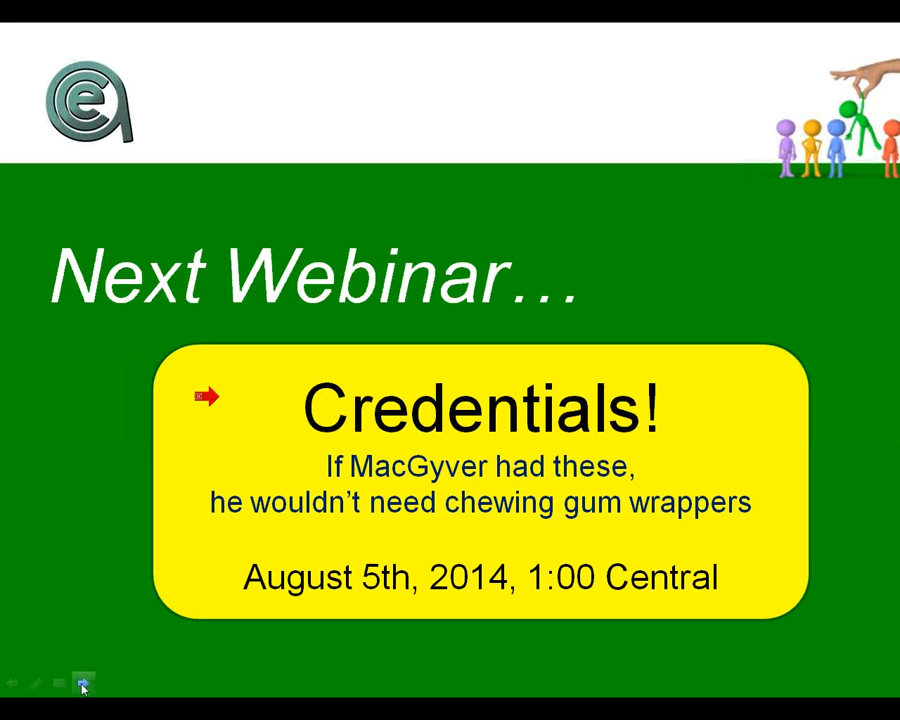 Next Webinar…
Credentials!
If MacGyver had these,
he wouldn’t need chewing gum wrappers
August 5th, 2014, 1:00 Central